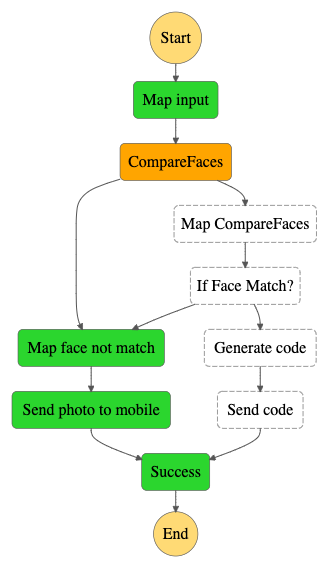 Start
Map input
CompareFaces
Map CompareFaces
If Face Match?
Map face not match
Generate code
Send photo to mobile
Send code
Success
End